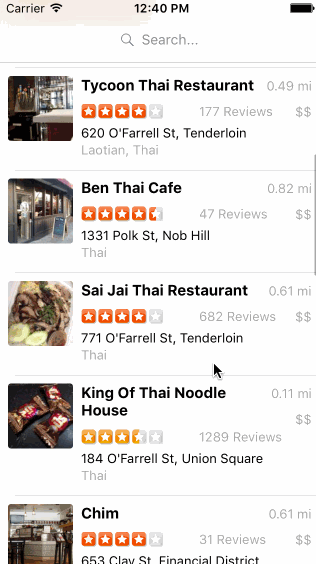 Carrier 12:40 PM
Search...
Tycoon Thai Restaurant 0.49 mi
177 Reviews $$
620 O'Farrell St, Tenderloin
Laotian, Thai
Ben Thai Cafe 0.82 mi
47 Reviews $$
1331 Polk St, Nob Hill
Thai
Sai Jai Thai Restaurant 0.61 mi
682 Reviews $$
771 O'Farrell St, Tenderloin
Thai
King Of Thai Noodle 0.11 mi
House $$
1289 Reviews
184 O'Farrell St, Union Square
Thai
Chim 0.61 mi
31 Reviews $$
653 Clay St, Financial District